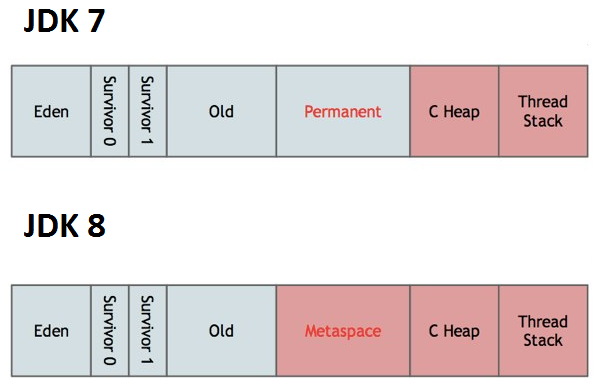 JDK 7
Eden
Survivor 0
Survivor 1
Old
Permanent
C Heap
Thread
Stack
JDK 8
Eden
Survivor 0
Survivor 1
Old
Metaspace
C Heap
Thread
Stack